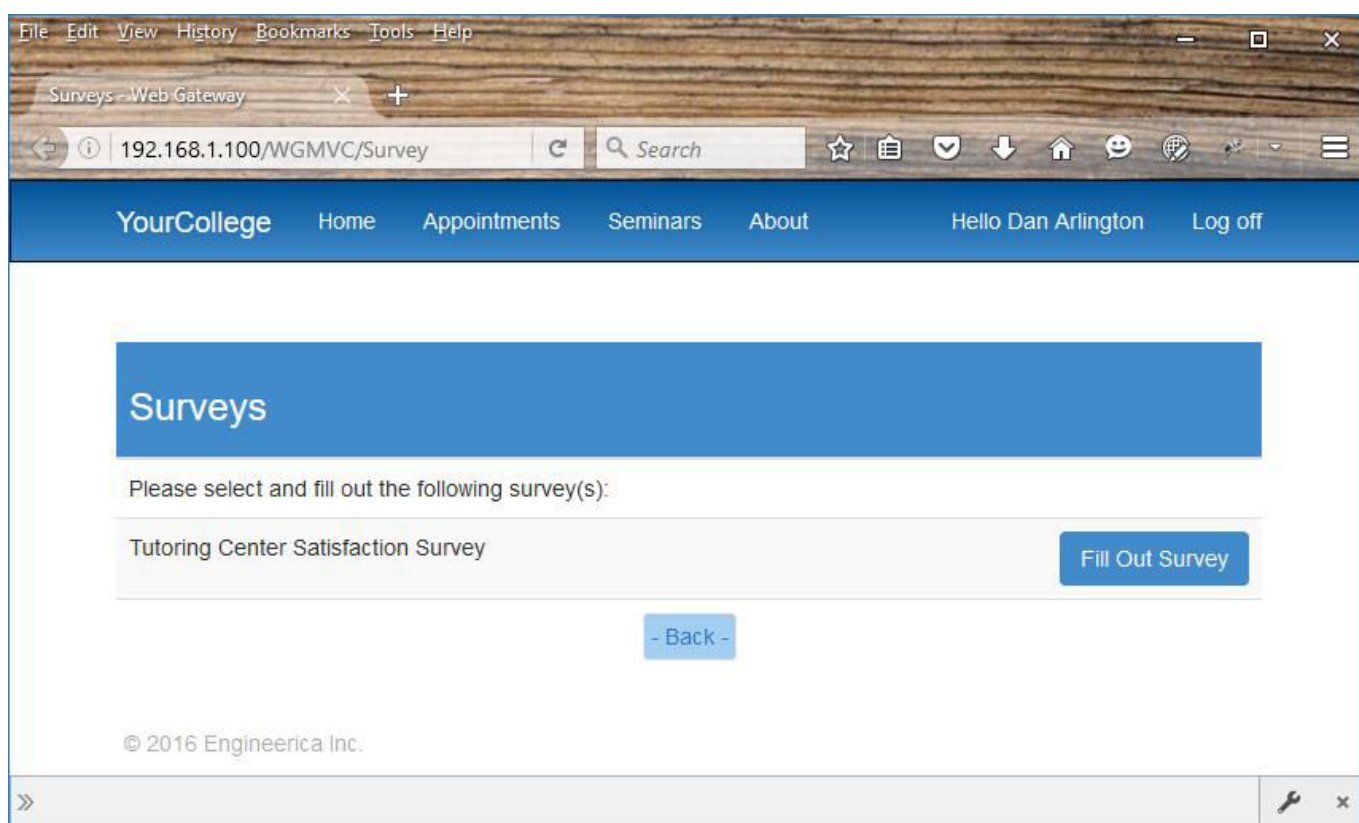 File Edit View History Bookmarks Tools Help
Surveys - Web Gateway
192.168.1.100/WGMVC/Survey Search
YourCollege Home Appointments Seminars About Hello Dan Arlington Log off
Surveys
Please select and fill out the following survey(s):
Tutoring Center Satisfaction Survey
Fill Out Survey
- Back -
© 2016 Engineerica Inc.